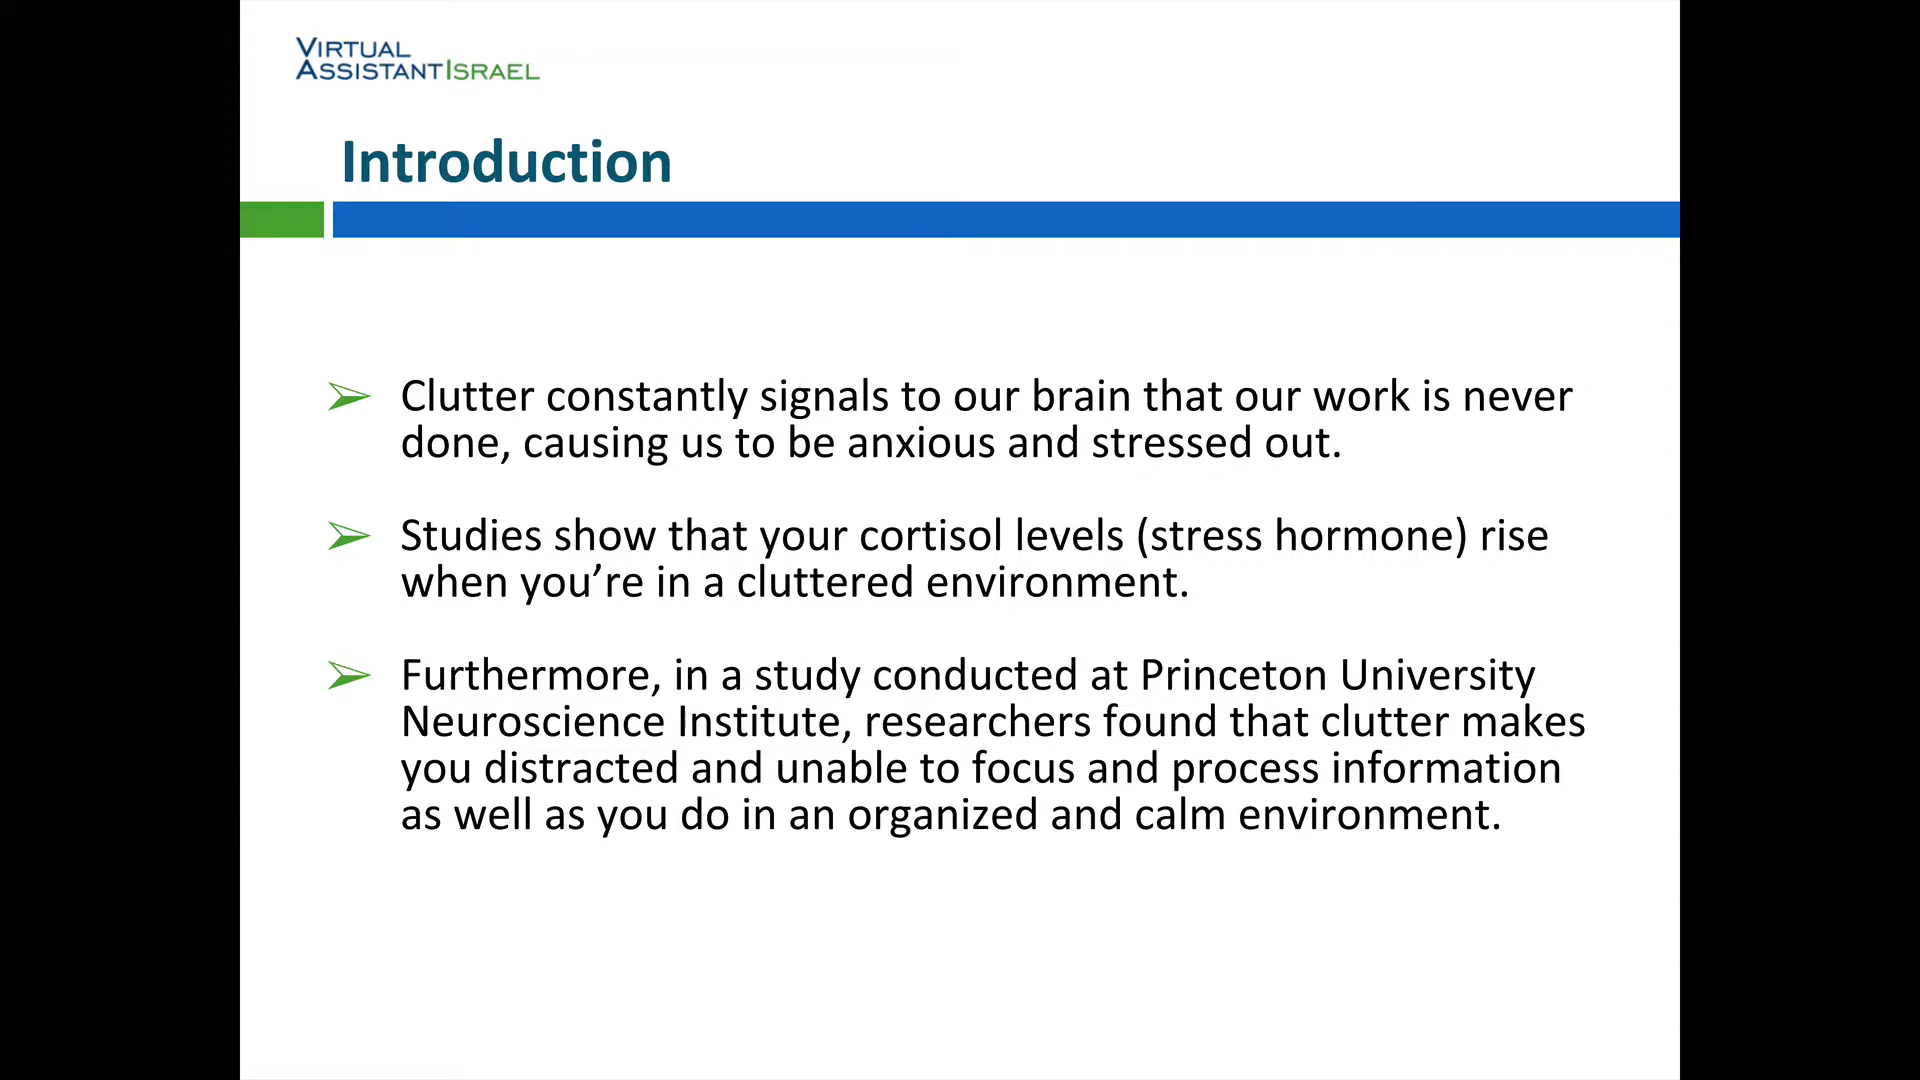 VIRTUAL
ASSISTANTISRAEL
Introduction
Clutter constantly signals to our brain that our work is never
done, causing us to be anxious and stressed out.
Studies show that your cortisol levels (stress hormone) rise
when you’re in a cluttered environment.
Furthermore, in a study conducted at Princeton University
Neuroscience Institute, researchers found that clutter makes
you distracted and unable to focus and process information
as well as you do in an organized and calm environment.